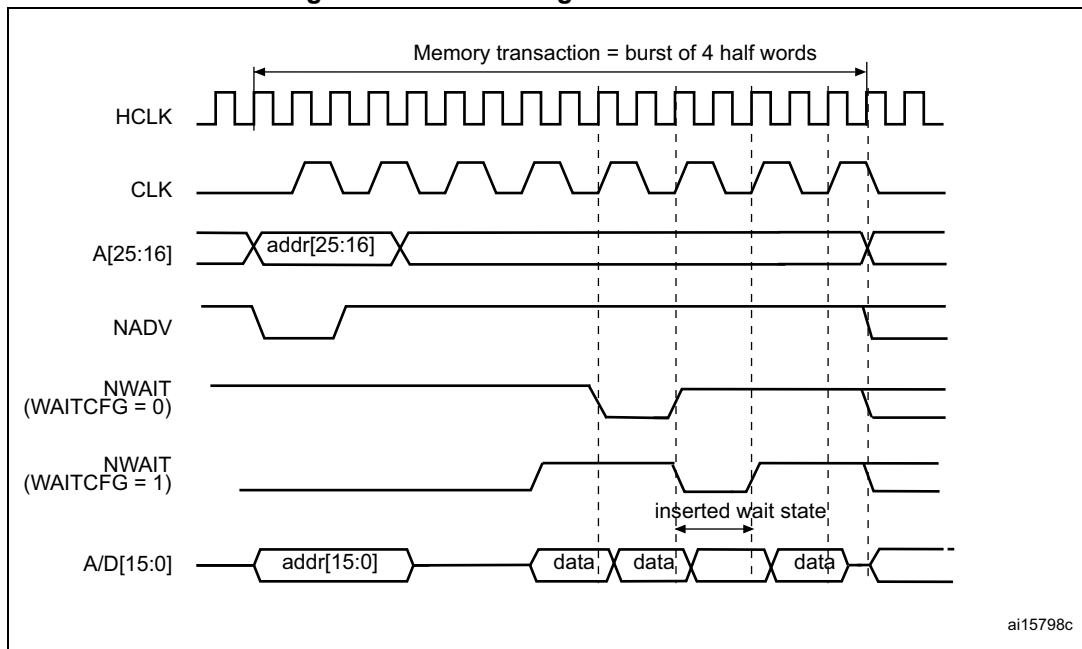 Memory transaction = burst of 4 half words
HCLK
CLK
A[25:16]
addr[25:16]
NADV
NWAIT
(WAITCFG = 0)
NWAIT
(WAITCFG = 1)
inserted wait state
A/D[15:0]
addr[15:0]
data
data
data
ai15798c